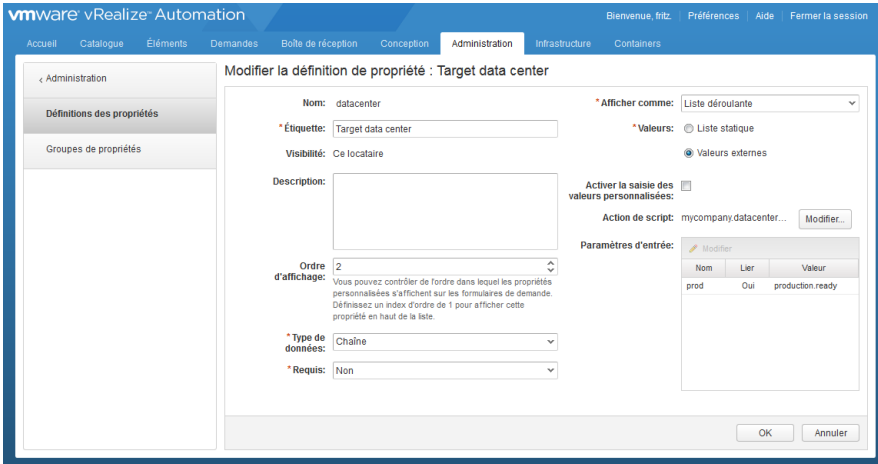 vmware vRealize Automation
Bienvenue, fritz. Préférences Aide Fermer la session
Accueil Catalogue Éléments Demandes Boîte de réception Conception Administration Infrastructure Containers
< Administration
Définitions des propriétés
Groupes de propriétés
Modifier la définition de propriété : Target data center
Nom: datacenter
* Étiquette: Target data center
Visibilité: Ce locataire
Description:
Ordre d'affichage: 2
Vous pouvez contrôler de l'ordre dans lequel les propriétés
personnalisées s'affichent sur les formulaires de demande.
Définissez un index d'ordre de 1 pour afficher cette
propriété en haut de la liste.
* Type de données: Chaîne
* Requis: Non
* Afficher comme: Liste déroulante
* Valeurs: Liste statique
Valeurs externes
Activer la saisie des
valeurs personnalisées:
Action de script: mycompany.datacenter... Modifier...
Paramètres d'entrée:
Modifier
Nom Lier Valeur
prod Oui production.ready
OK Annuler